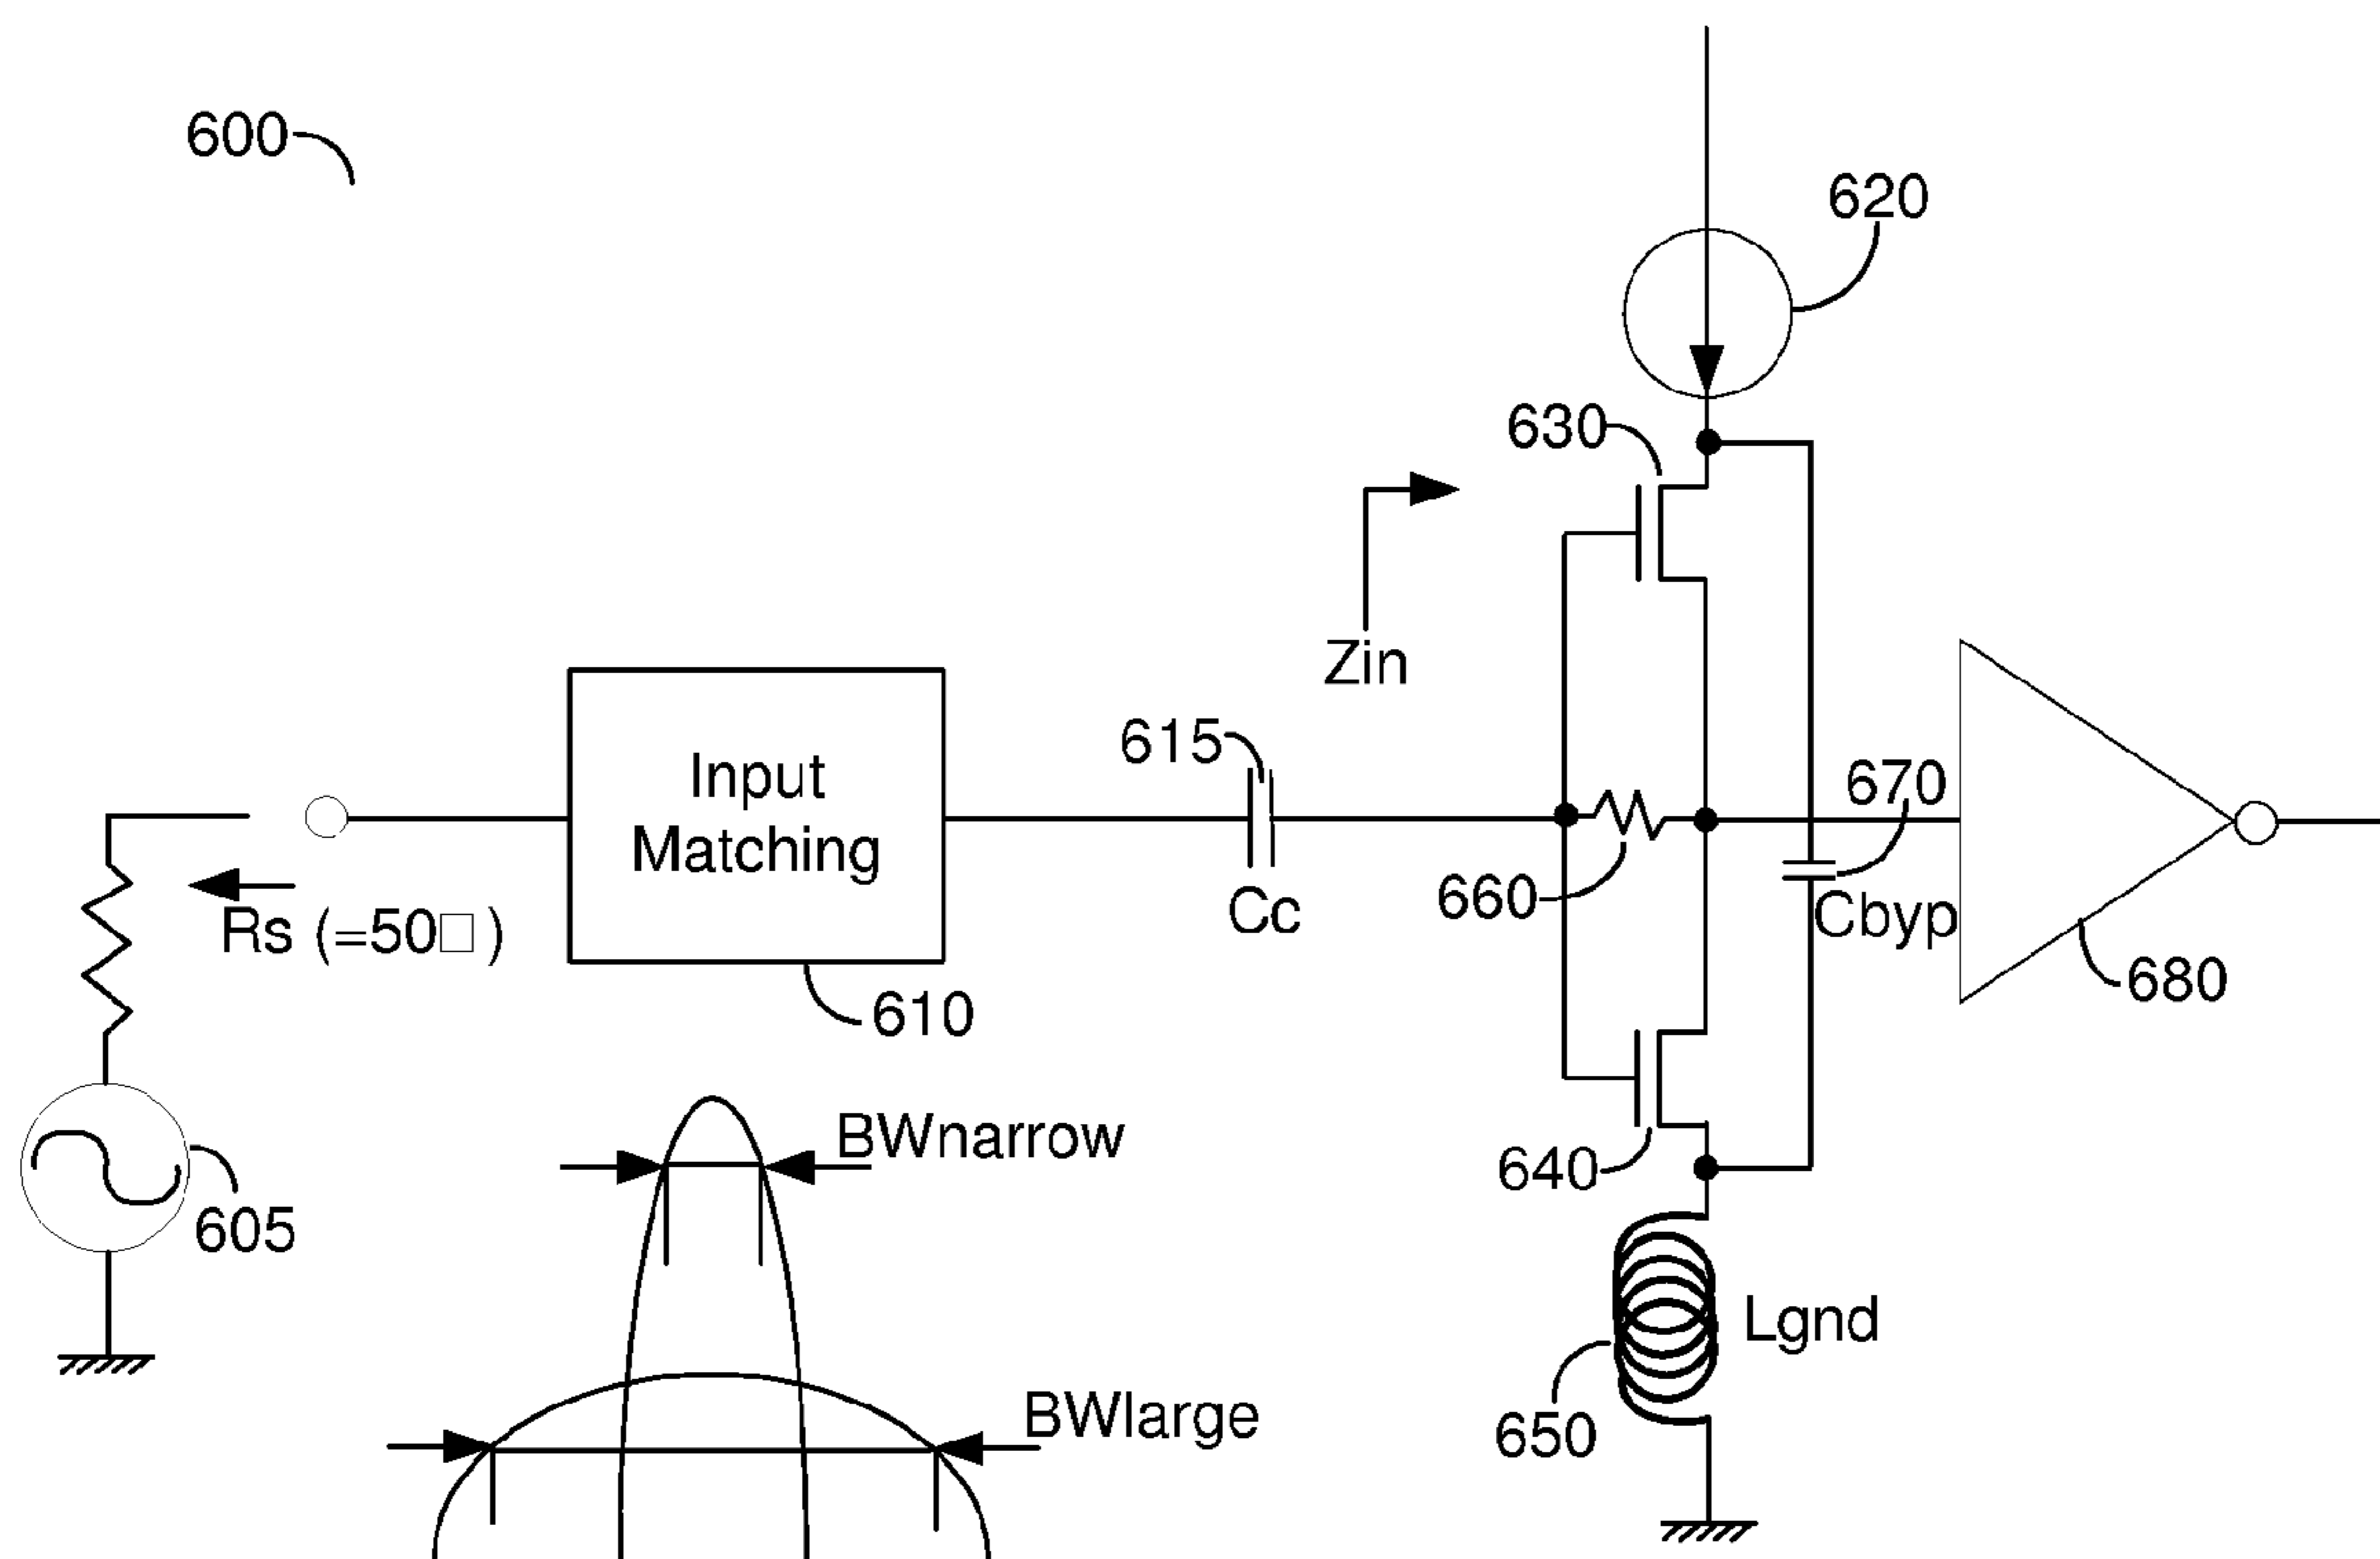 600
620
630
Zin
615
Input
Matching
670
660
Cc
Cbyp
Rs (=50□ )
680
610
BWnarrow
640
605
Lgnd
BWlarge
650